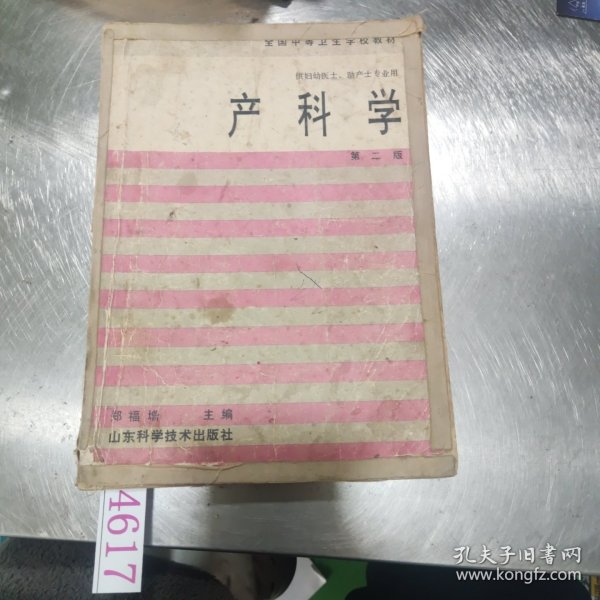 全国中等卫生学校教材
供妇幼医士、助产士专业用
产科学
第二版
郑福增 主编
山东科学技术出版社
4617
孔夫子旧书网
www.kongfz.com